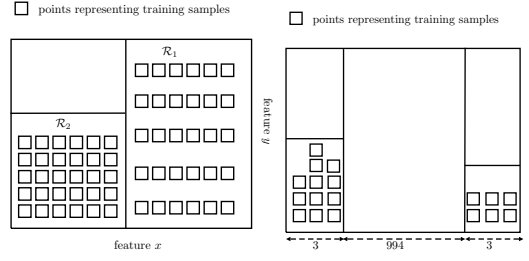 points representing training samples
R₁
R₂
feature x
points representing training samples
feature y
3
994
3